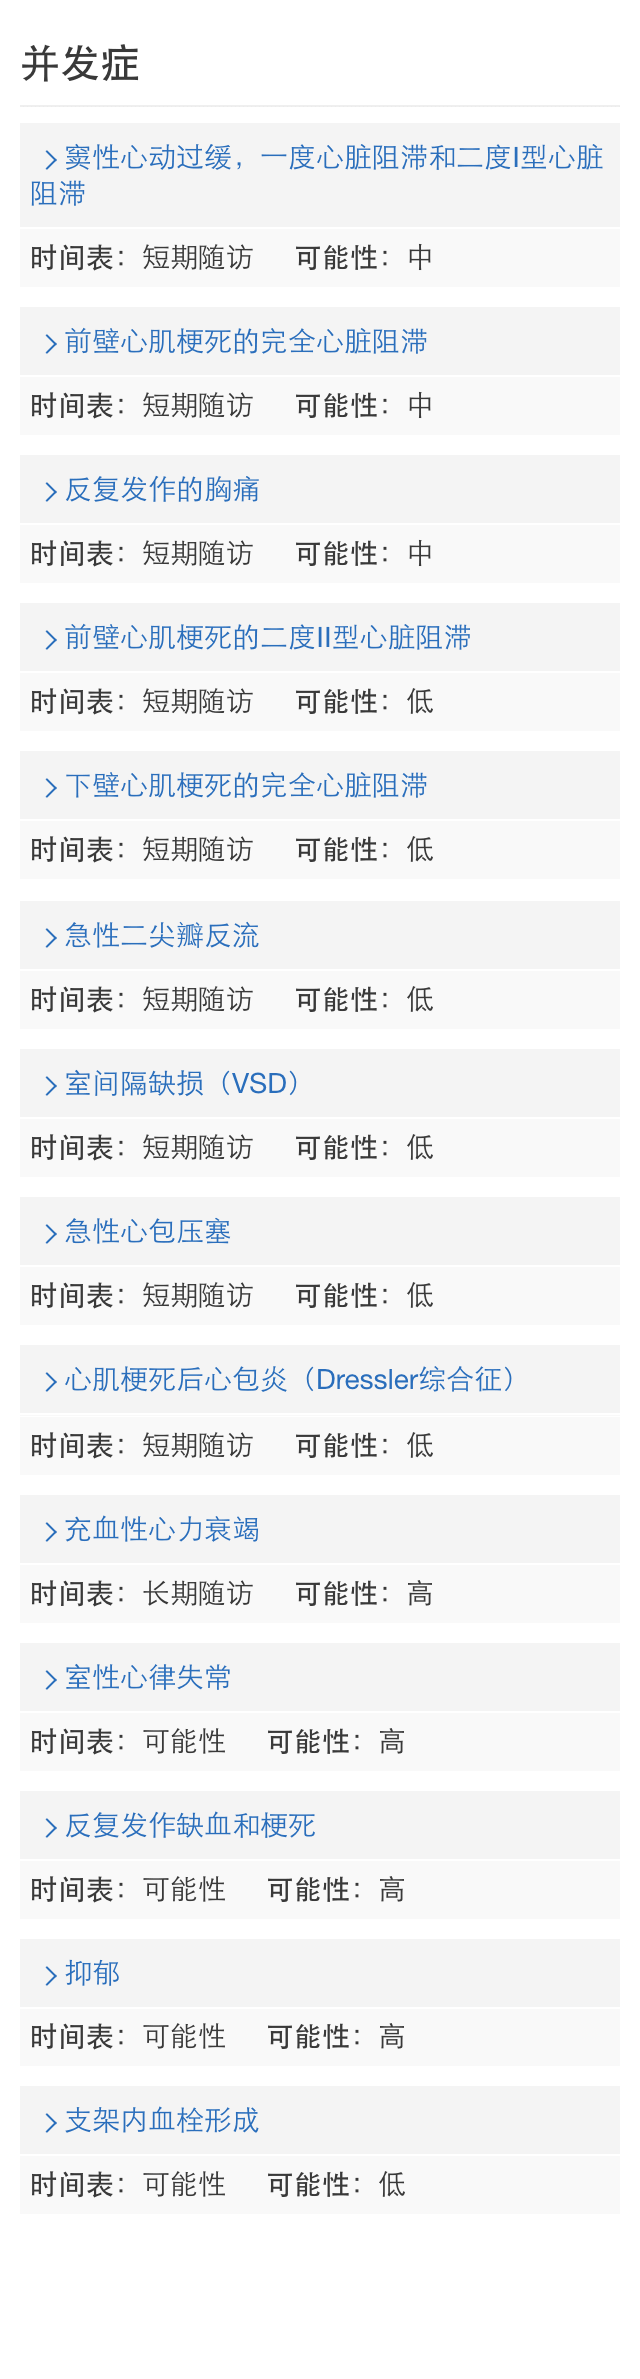 并发症
窦性心动过缓，一度心脏阻滞和二度I型心脏
阻滞
时间表：短期随访 可能性：中
前壁心肌梗死的完全心脏阻滞
时间表：短期随访 可能性：中
反复发作的胸痛
时间表：短期随访 可能性：中
前壁心肌梗死的二度II型心脏阻滞
时间表：短期随访 可能性：低
下壁心肌梗死的完全心脏阻滞
时间表：短期随访 可能性：低
急性二尖瓣反流
时间表：短期随访 可能性：低
室间隔缺损（VSD）
时间表：短期随访 可能性：低
急性心包压塞
时间表：短期随访 可能性：低
心肌梗死后心包炎（Dressler综合征）
时间表：短期随访 可能性：低
充血性心力衰竭
时间表：长期随访 可能性：高
室性心律失常
时间表：可能性 可能性：高
反复发作缺血和梗死
时间表：可能性 可能性：高
抑郁
时间表：可能性 可能性：高
支架内血栓形成
时间表：可能性 可能性：低